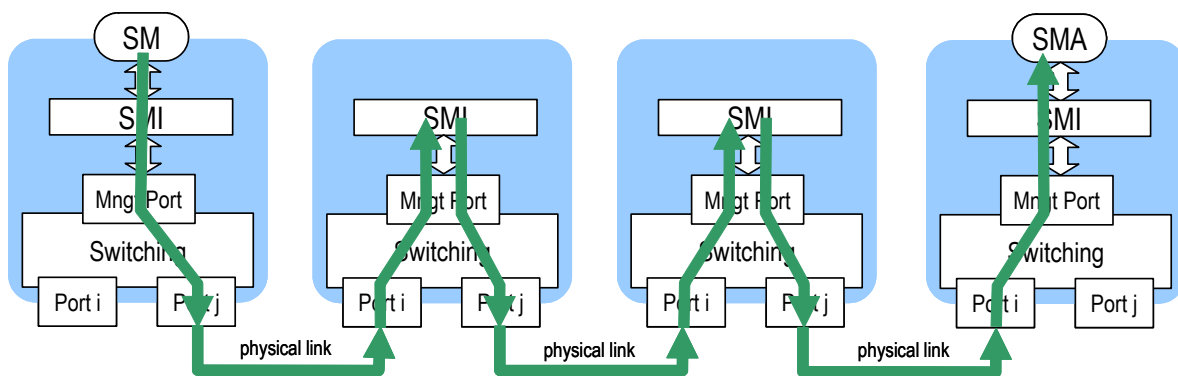 SM
SMI
Mngt Port
Switching
Port i
Port j
physical link
SMI
Mngt Port
Switching
Port i
Port j
physical link
SMI
Mngt Port
Switching
Port i
Port j
physical link
SMA
SMI
Mngt Port
Switching
Port i
Port j